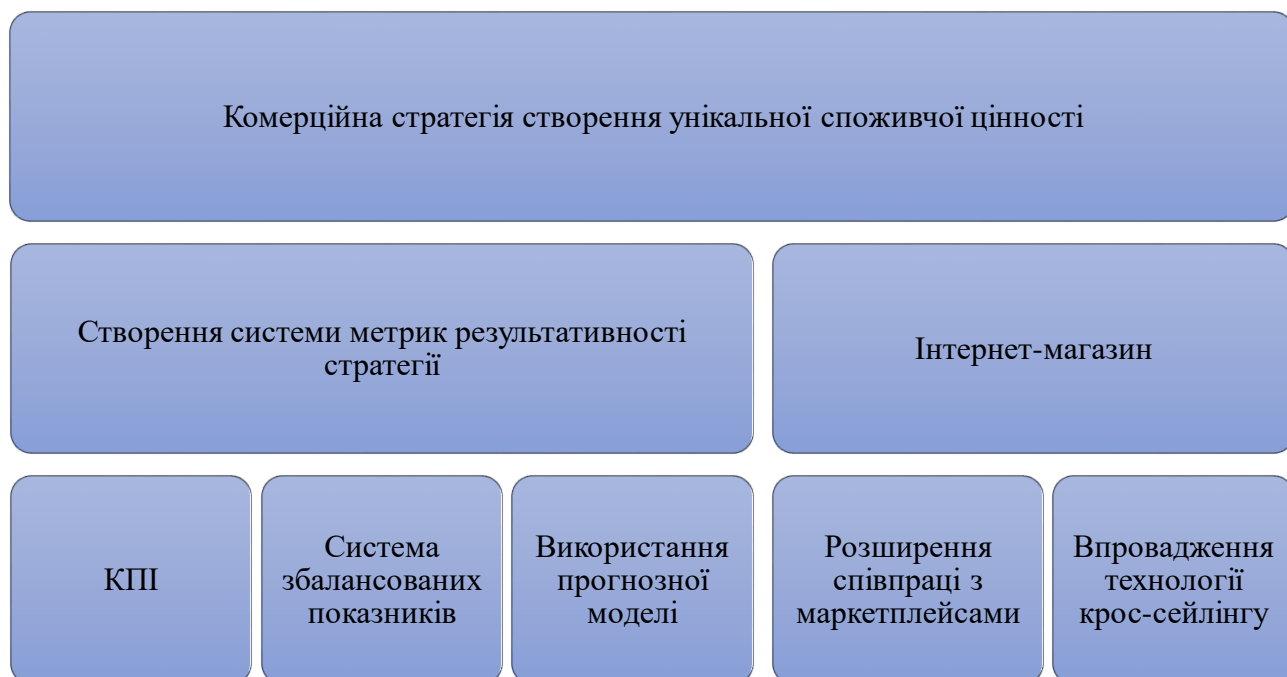 Комерційна стратегія створення унікальної споживчої цінності
Створення системи метрик результативності
стратегії
Інтернет-магазин
КПІ
Система
збалансованих
показників
Використання
прогнозної
моделі
Розширення
співпраці з
маркетплейсами
Впровадження
технології
крос-сейлінгу